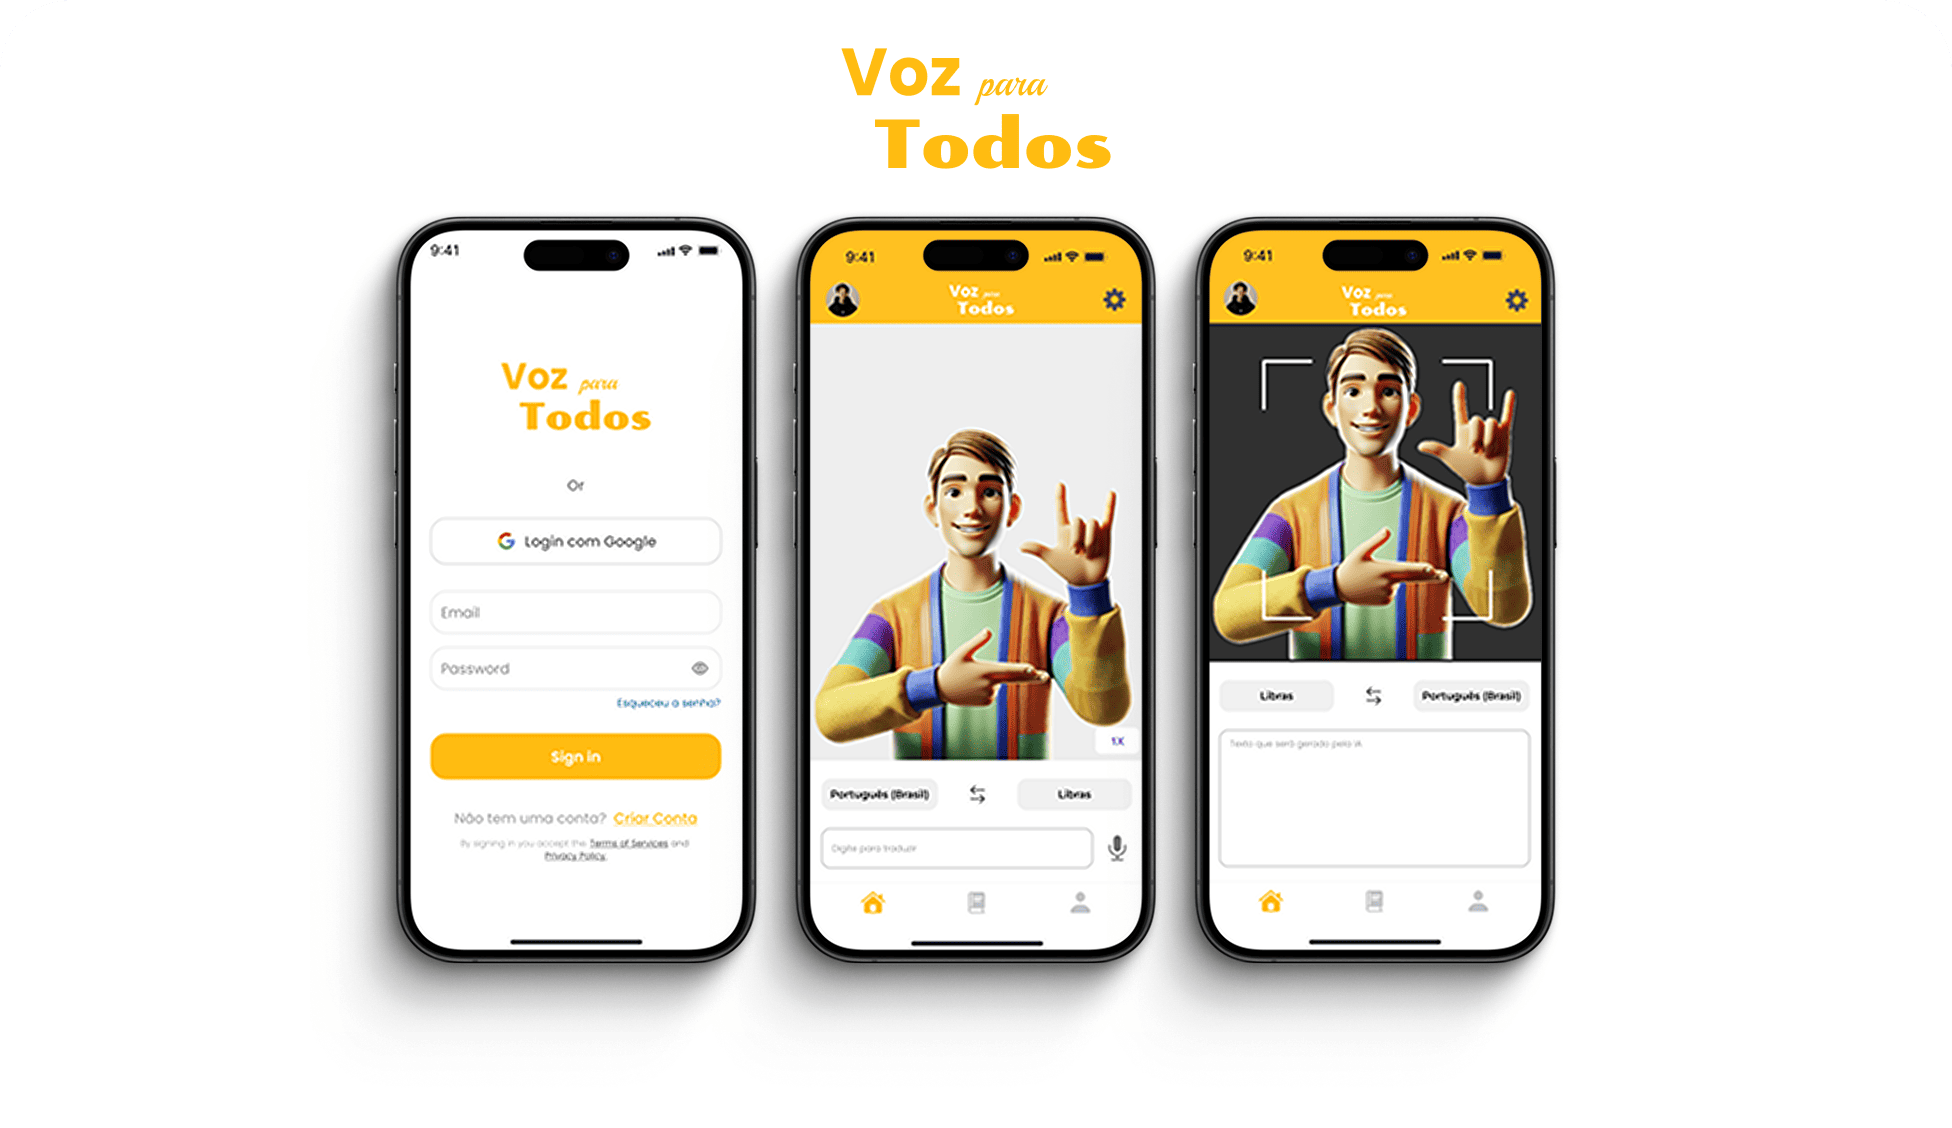 Voz para
Todos
9:41
Voz para
Todos
Or
Login com Google
Email
Password
Esqueceu a senha?
Sign in
Não tem uma conta? Criar Conta
By signing in you accept the Terms of Services and
Privacy Policy.
9:41
Voz para
Todos
1X
Português (Brasil)
Libras
Digite para traduzir
9:41
Voz para
Todos
Libras
Português (Brasil)
Texto que será gerado pela IA